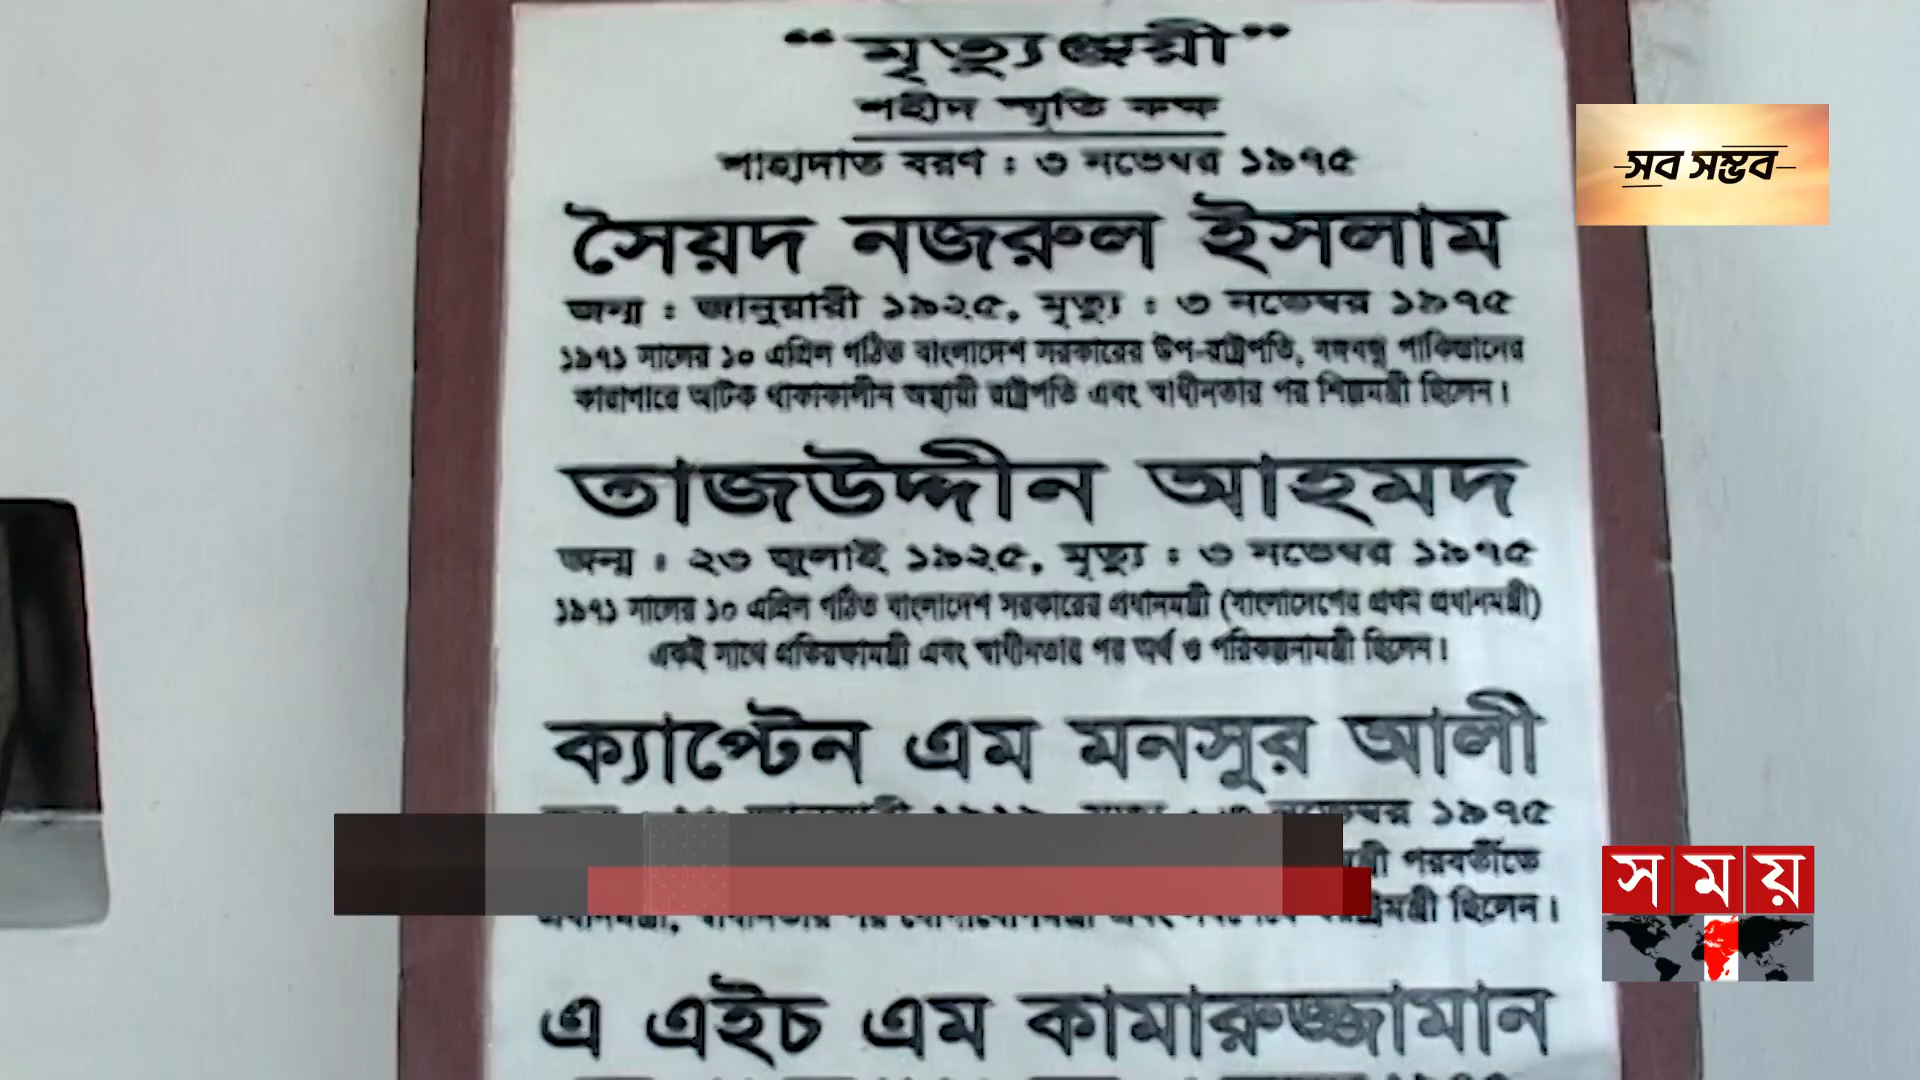 “মৃত্যুঞ্জয়ী”
শহীদ স্মৃতি কক্ষ
শাহাদাত বরণ : ৩ নভেম্বর ১৯৭৫
সৈয়দ নজরুল ইসলাম
জন্ম : জানুয়ারী ১৯২৫, মৃত্যু : ৩ নভেম্বর ১৯৭৫
১৯৭১ সালের ১০ এপ্রিল গঠিত বাংলাদেশ সরকারের উপ-রাষ্ট্রপতি, বঙ্গবন্ধু পাকিস্তানের
কারাগারে আটক থাকাকালীন অস্থায়ী রাষ্ট্রপতি এবং স্বাধীনতার পর শিল্পমন্ত্রী ছিলেন।
তাজউদ্দীন আহমদ
জন্ম : ২৩ জুলাই ১৯২৫, মৃত্যু : ৩ নভেম্বর ১৯৭৫
১৯৭১ সালের ১০ এপ্রিল গঠিত বাংলাদেশ সরকারের প্রধানমন্ত্রী (বাংলাদেশের প্রথম প্রধানমন্ত্রী)
একই সাথে প্রতিরক্ষামন্ত্রী এবং স্বাধীনতার পর অর্থ ও পরিকল্পনামন্ত্রী ছিলেন।
ক্যাপ্টেন এম মনসুর আলী
নভেম্বর ১৯৭৫
পরবর্তীতে
ছিলেন।
এ এইচ এম কামারুজ্জামান
সব সম্ভব
সময়